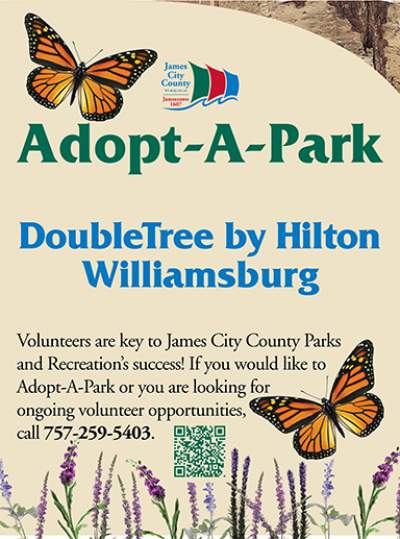 James
City
County
Jamestown
1607
Adopt-A-Park
DoubleTree by Hilton
Williamsburg
Volunteers are key to James City County Parks
and Recreation's success! If you would like to
Adopt-A-Park or you are looking for
ongoing volunteer opportunities,
call 757-259-5403.